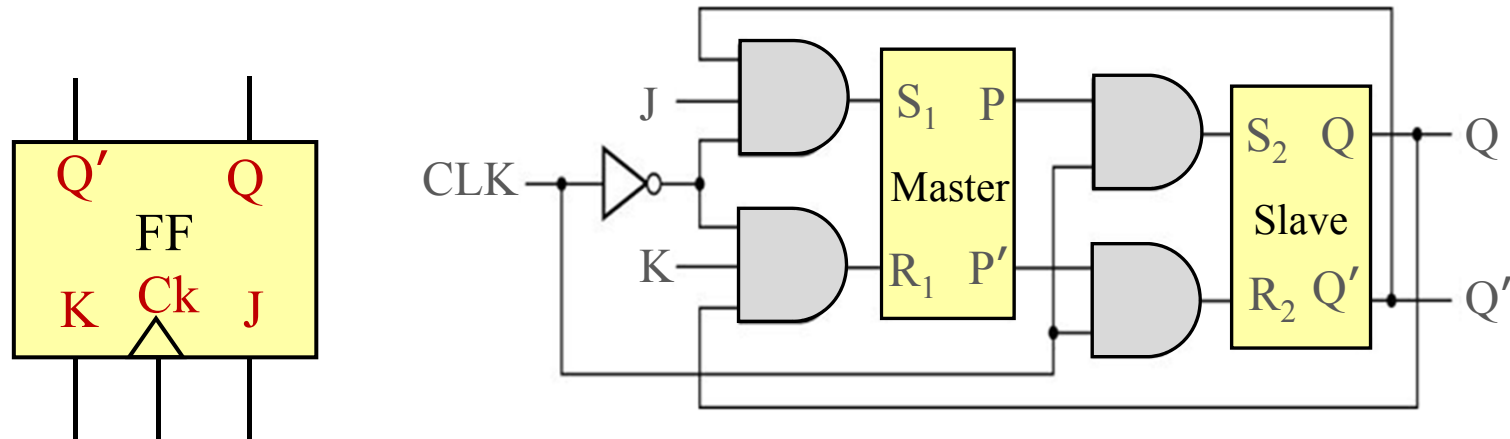 Q′ Q
FF
K Ck J
J
CLK
K
S₁ P
Master
R₁ P′
S₂ Q
Slave
R₂ Q′
Q
Q′